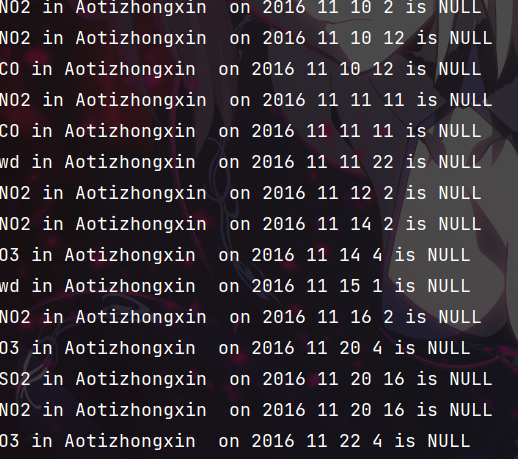 NO2 in Aotizhongxin  on 2016 11 10 2 is NULL
NO2 in Aotizhongxin  on 2016 11 10 12 is NULL
CO in Aotizhongxin  on 2016 11 10 12 is NULL
NO2 in Aotizhongxin  on 2016 11 11 11 is NULL
CO in Aotizhongxin  on 2016 11 11 11 is NULL
wd in Aotizhongxin  on 2016 11 11 22 is NULL
NO2 in Aotizhongxin  on 2016 11 12 2 is NULL
NO2 in Aotizhongxin  on 2016 11 14 2 is NULL
O3 in Aotizhongxin  on 2016 11 14 4 is NULL
wd in Aotizhongxin  on 2016 11 15 1 is NULL
NO2 in Aotizhongxin  on 2016 11 16 2 is NULL
O3 in Aotizhongxin  on 2016 11 20 4 is NULL
SO2 in Aotizhongxin  on 2016 11 20 16 is NULL
NO2 in Aotizhongxin  on 2016 11 20 16 is NULL
O3 in Aotizhongxin  on 2016 11 22 4 is NULL